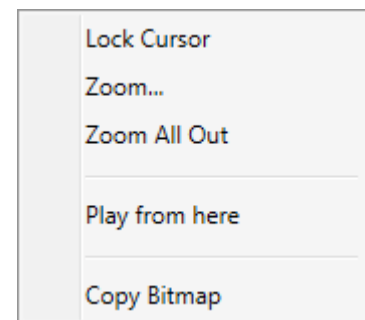 Lock Cursor
Zoom...
Zoom All Out
Play from here
Copy Bitmap